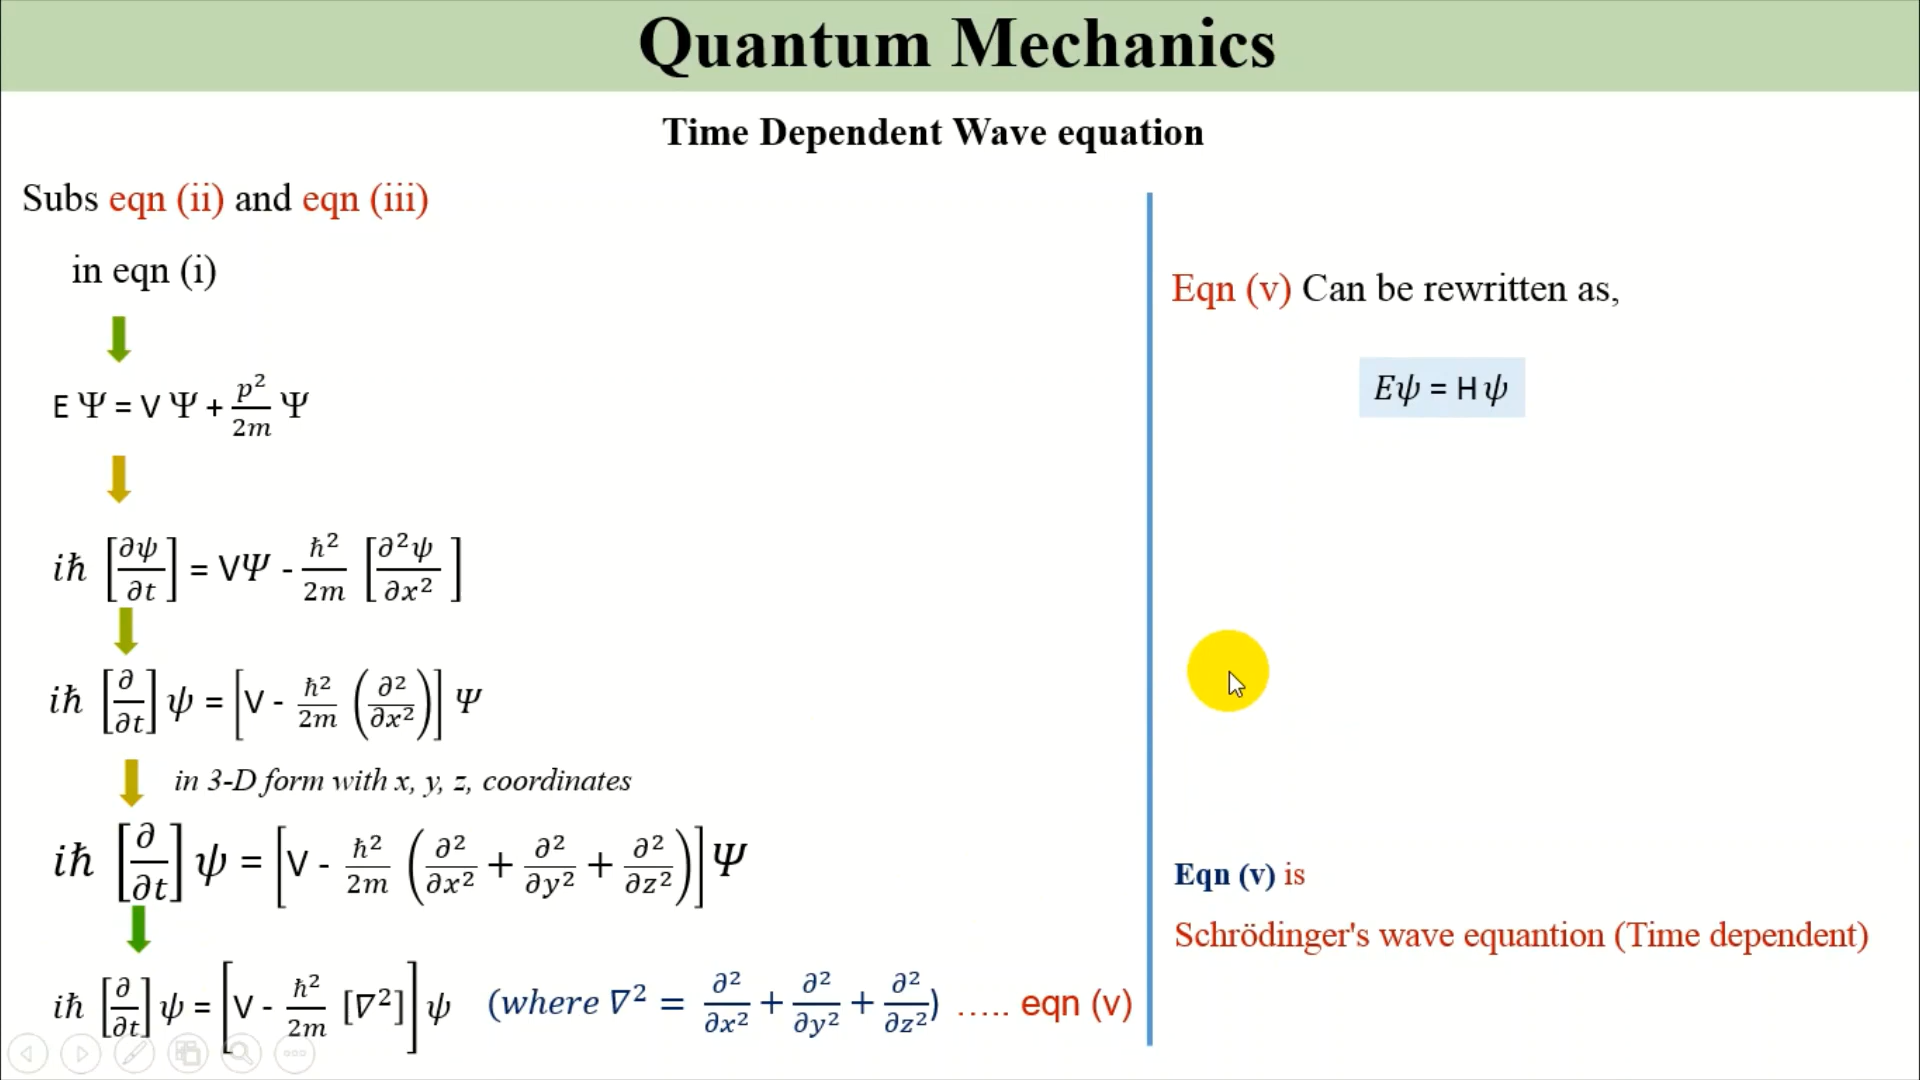 Quantum Mechanics
Time Dependent Wave equation
Subs eqn (ii) and eqn (iii)
in eqn (i)
E Ψ = V Ψ + p²/2m Ψ
iħ [∂ψ/∂t] = VΨ - ħ²/2m [∂²ψ/∂x²]
iħ [∂/∂t] ψ = [V - ħ²/2m (∂²/∂x²)] Ψ
in 3-D form with x, y, z, coordinates
iħ [∂/∂t] ψ = [V - ħ²/2m (∂²/∂x² + ∂²/∂y² + ∂²/∂z²)] Ψ
iħ [∂/∂t] ψ = [V - ħ²/2m [∇²]] ψ (where ∇² = ∂²/∂x² + ∂²/∂y² + ∂²/∂z²) ..... eqn (v)
Eqn (v) Can be rewritten as,
Eψ = H ψ
Eqn (v) is
Schrödinger's wave equantion (Time dependent)